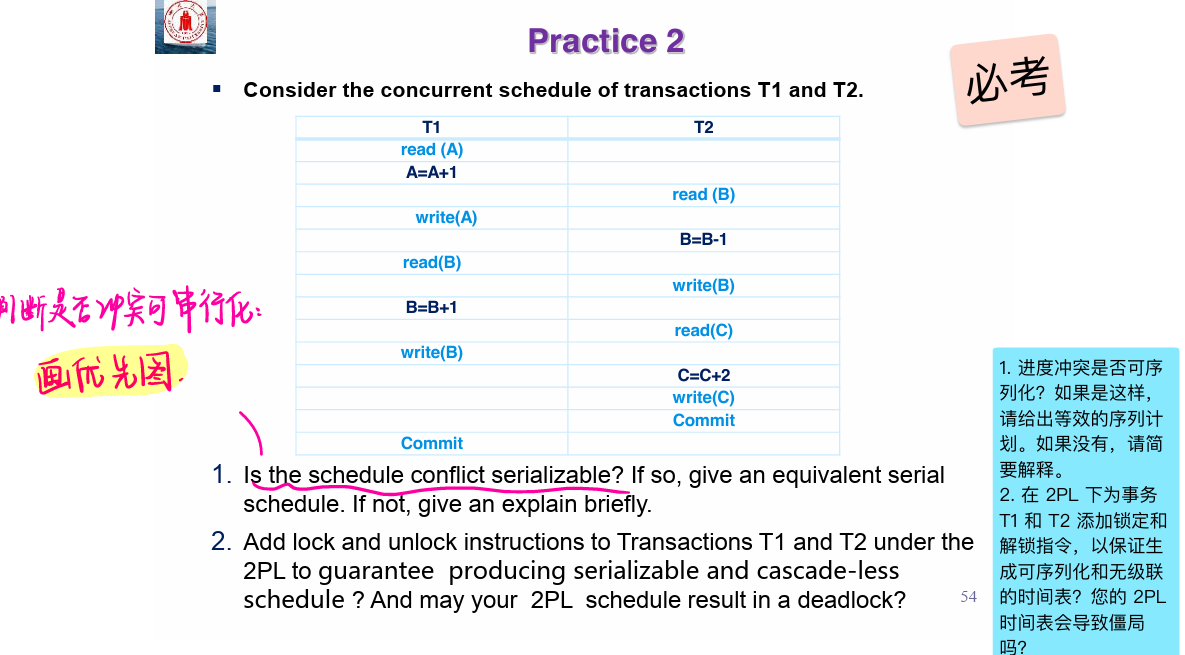 Practice 2
必考
▪ Consider the concurrent schedule of transactions T1 and T2.
T1 T2
read (A)
A=A+1
read (B)
write(A)
B=B-1
read(B)
write(B)
B=B+1
read(C)
write(B)
C=C+2
write(C)
Commit
Commit
判断是否冲突可串行化:
画优先图.
1. Is the schedule conflict serializable? If so, give an equivalent serial
schedule. If not, give an explain briefly.
2. Add lock and unlock instructions to Transactions T1 and T2 under the
2PL to guarantee producing serializable and cascade-less
schedule ? And may your 2PL schedule result in a deadlock?
54
1. 进度冲突是否可序
列化？如果是这样，
请给出等效的序列计
划。如果没有，请简
要解释。
2. 在 2PL 下为事务
T1 和 T2 添加锁定和
解锁指令，以保证生
成可序列化和无级联
的时间表？您的 2PL
时间表会导致僵局
吗?